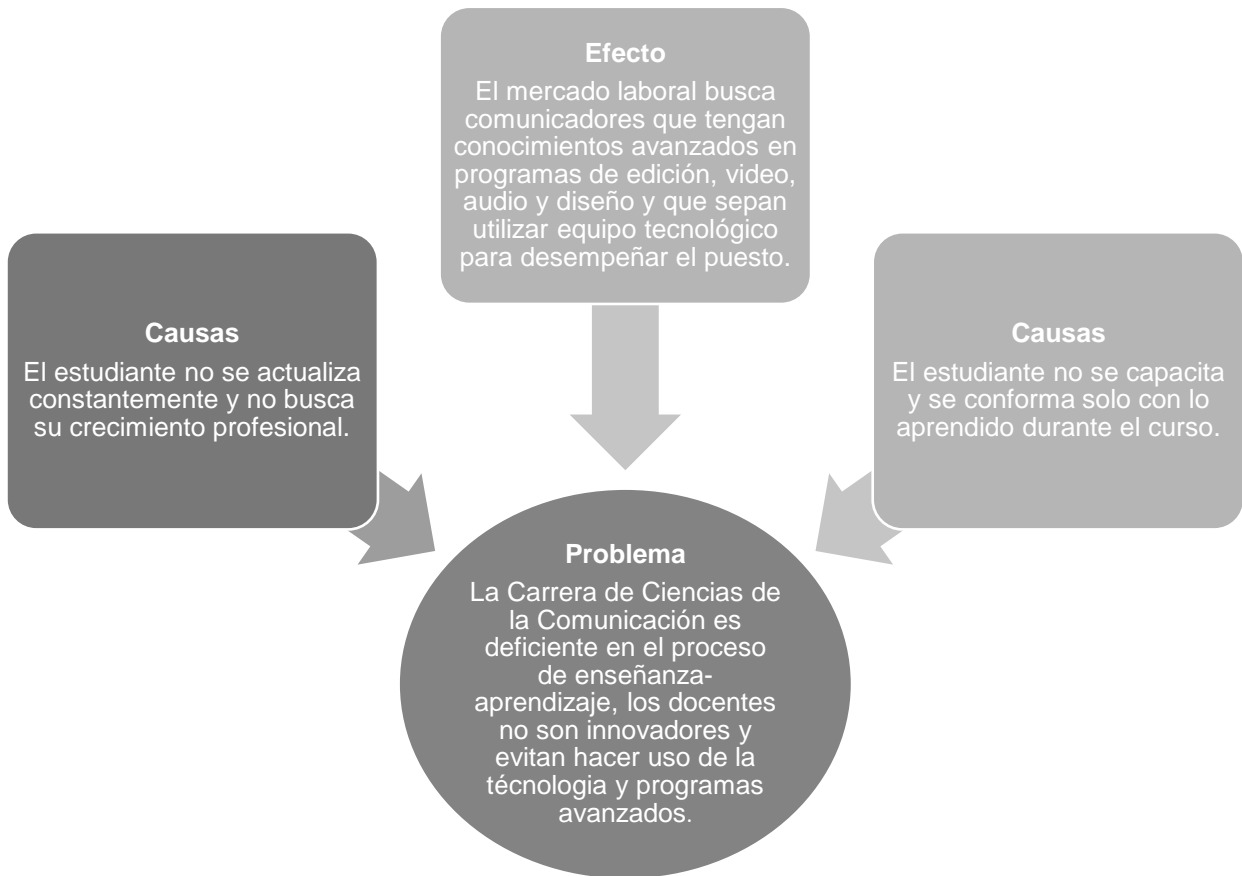 Efecto
El mercado laboral busca
comunicadores que tengan
conocimientos avanzados en
programas de edición, video,
audio y diseño y que sepan
utilizar equipo tecnológico
para desempeñar el puesto.
Causas
El estudiante no se actualiza
constantemente y no busca
su crecimiento profesional.
Causas
El estudiante no se capacita
y se conforma solo con lo
aprendido durante el curso.
Problema
La Carrera de Ciencias de
la Comunicación es
deficiente en el proceso
de enseñanza-
aprendizaje, los docentes
no son innovadores y
evitan hacer uso de la
técnologia y programas
avanzados.